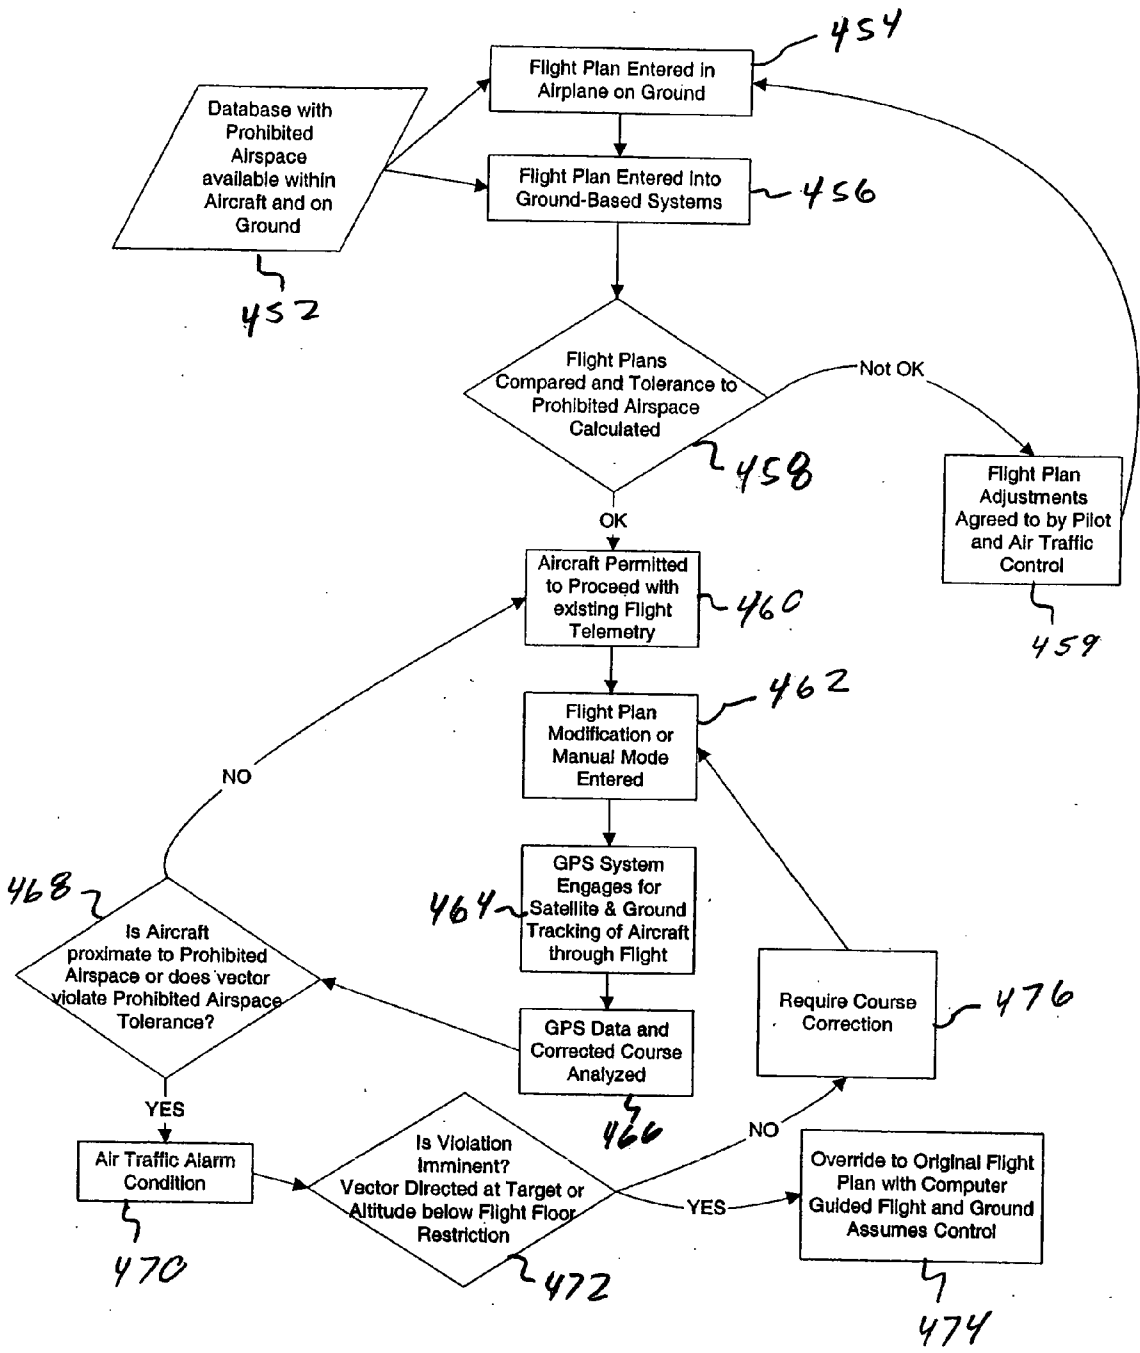 454
Flight Plan Entered in
Airplane on Ground
Database with
Prohibited
Airspace
available within
Aircraft and on
Ground
452
Flight Plan Entered into
Ground-Based Systems
456
Flight Plans
Compared and Tolerance to
Prohibited Airspace
Calculated
458
Not OK
Flight Plan
Adjustments
Agreed to by Pilot
and Air Traffic
Control
459
OK
Aircraft Permitted
to Proceed with
existing Flight
Telemetry
460
462
Flight Plan
Modification or
Manual Mode
Entered
NO
GPS System
Engages for
Satellite & Ground
Tracking of Aircraft
through Flight
464
468
Is Aircraft
proximate to Prohibited
Airspace or does vector
violate Prohibited Airspace
Tolerance?
GPS Data and
Corrected Course
Analyzed
466
Require Course
Correction
476
YES
Air Traffic Alarm
Condition
470
Is Violation
Imminent?
Vector Directed at Target or
Altitude below Flight Floor
Restriction
472
NO
YES
Override to Original Flight
Plan with Computer
Guided Flight and Ground
Assumes Control
474